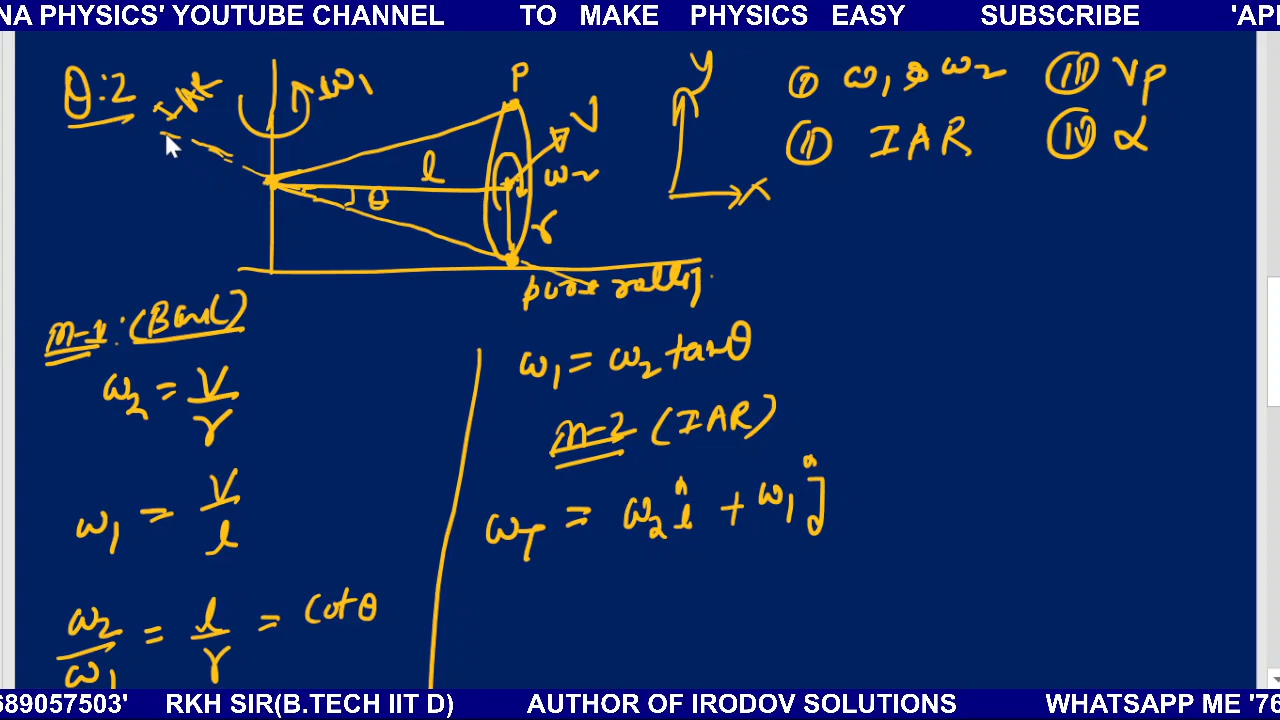 NA PHYSICS' YOUTUBE CHANNEL TO MAKE PHYSICS EASY SUBSCRIBE 'API
Q:2
IAR
ω1
P
V
l
ω2
θ
r
pure rolling
y
x
(i) ω1 & ω2 (iii) Vp
(ii) IAR (iv) α
M-1: (Basic)
ω2 = V/r
ω1 = V/l
ω2/ω1 = l/r = cotθ
ω1 = ω2 tanθ
M-2 (IAR)
ωT = ω2 î + ω1 ĵ
689057503' RKH SIR(B.TECH IIT D) AUTHOR OF IRODOV SOLUTIONS WHATSAPP ME '76